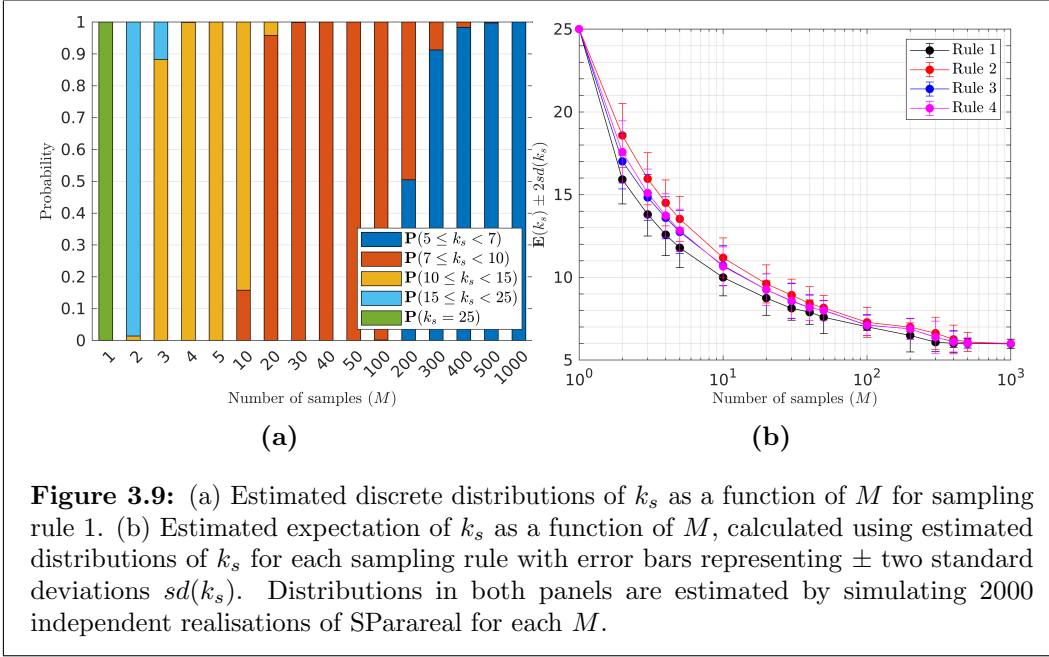 1
0.9
0.8
0.7
0.6
0.5
0.4
0.3
0.2
0.1
0
Probability
P(5 ≤ k_s < 7)
P(7 ≤ k_s < 10)
P(10 ≤ k_s < 15)
P(15 ≤ k_s < 25)
P(k_s = 25)
1 2 3 4 5 10 20 30 40 50 100 200 300 400 500 1000
Number of samples (M)
(a)
25
20
15
10
5
E(k_s) ± 2sd(k_s)
Rule 1
Rule 2
Rule 3
Rule 4
10^0 10^1 10^2 10^3
Number of samples (M)
(b)
Figure 3.9: (a) Estimated discrete distributions of k_s as a function of M for sampling
rule 1. (b) Estimated expectation of k_s as a function of M, calculated using estimated
distributions of k_s for each sampling rule with error bars representing ± two standard
deviations sd(k_s). Distributions in both panels are estimated by simulating 2000
independent realisations of SParareal for each M.